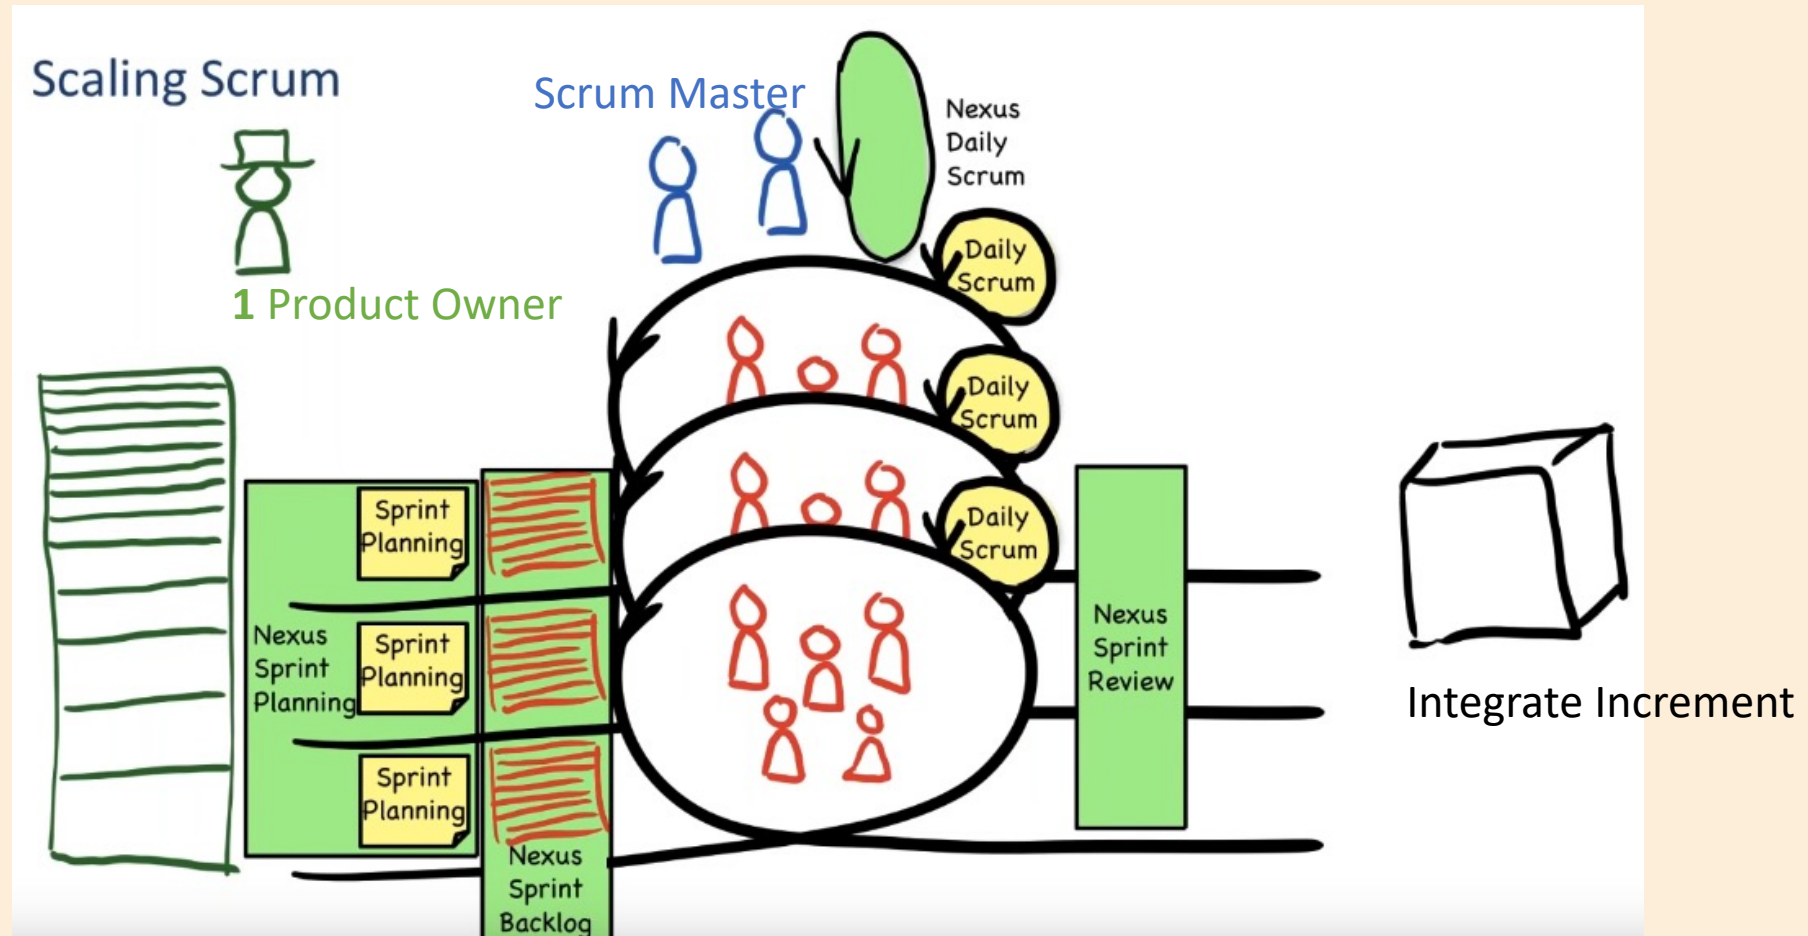 Scaling Scrum
Scrum Master
Nexus
Daily
Scrum
1 Product Owner
Daily
Scrum
Daily
Scrum
Daily
Scrum
Sprint
Planning
Nexus
Sprint
Planning
Sprint
Planning
Sprint
Planning
Nexus
Sprint
Backlog
Nexus
Sprint
Review
Integrate Increment